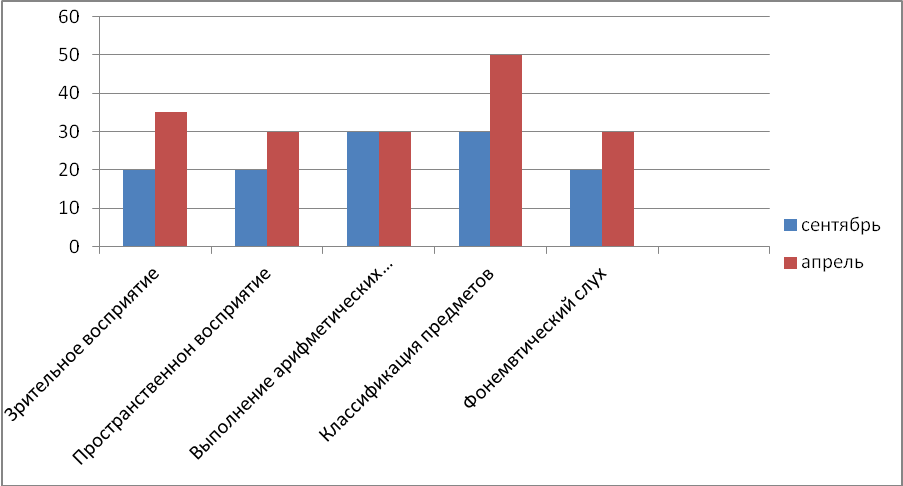 60
50
40
30
20
10
0
сентябрь
апрель
Зрительное восприятие
Пространственнон восприятие
Выполнение арифметических...
Классификация предметов
Фонемвтический слух